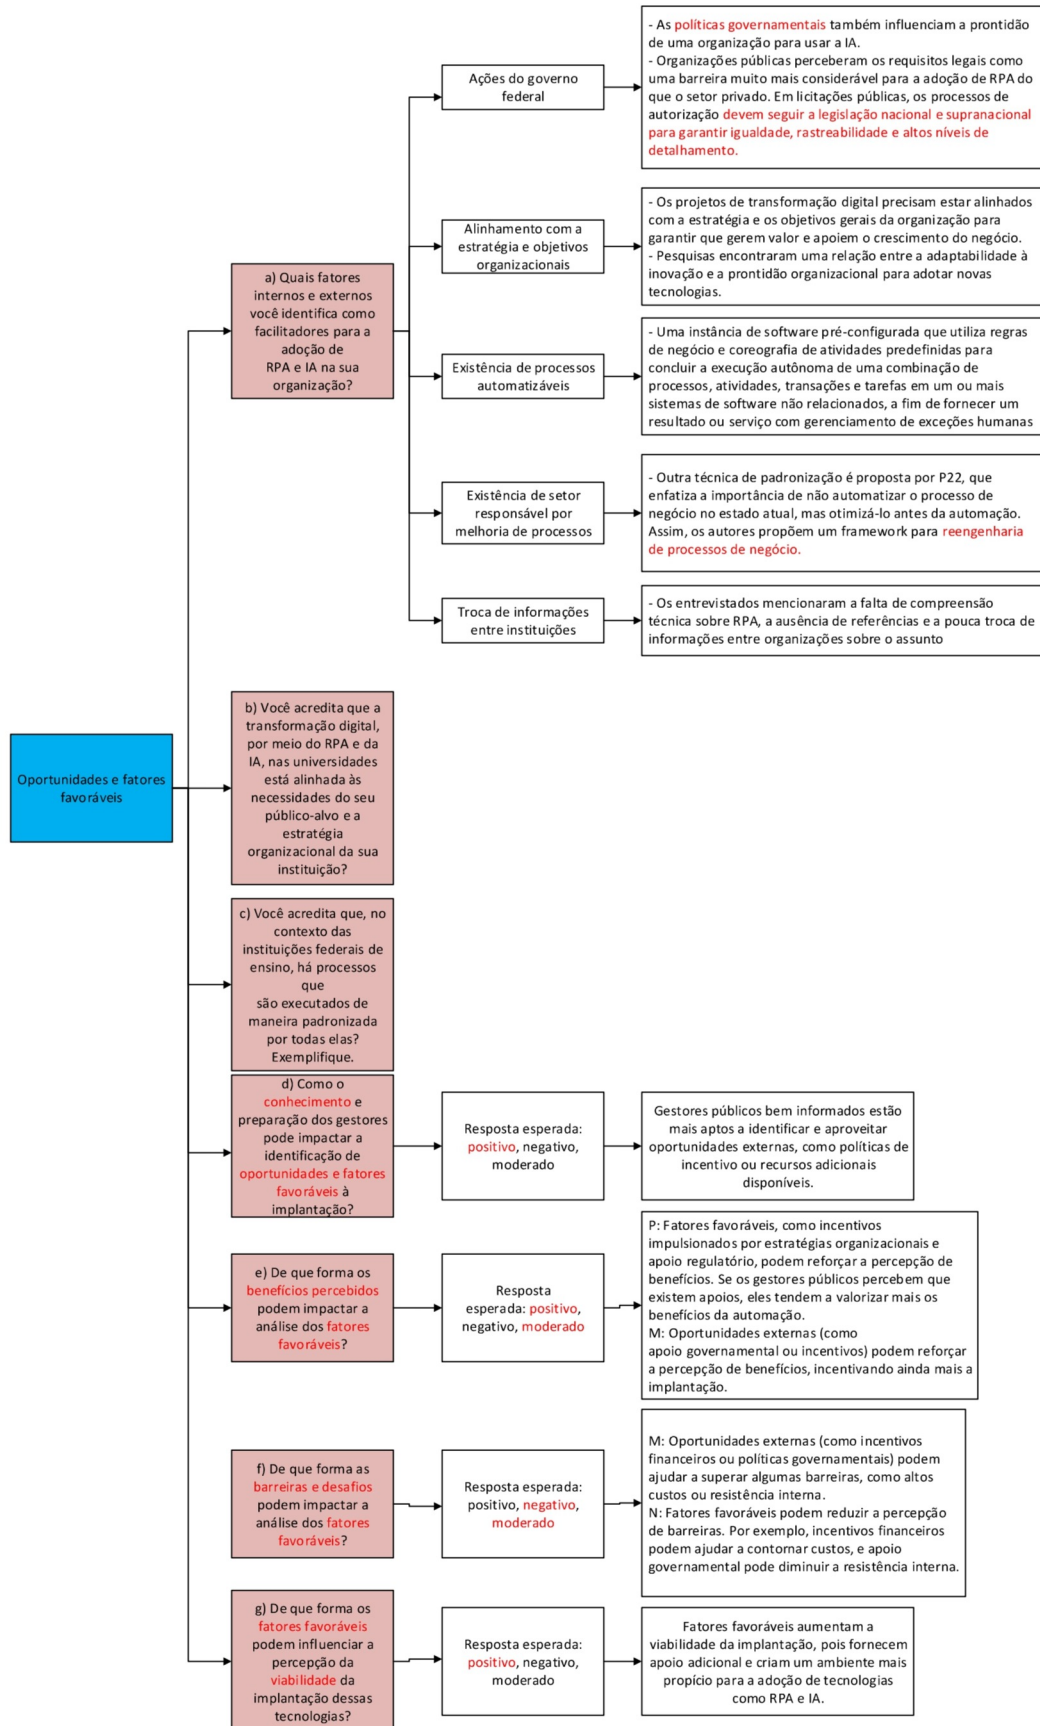 Oportunidades e fatores
favoráveis
a) Quais fatores
internos e externos
você identifica como
facilitadores para a
adoção de
RPA e IA na sua
organização?
Ações do governo
federal
- As políticas governamentais também influenciam a prontidão
de uma organização para usar a IA.
- Organizações públicas perceberam os requisitos legais como
uma barreira muito mais considerável para a adoção de RPA do
que o setor privado. Em licitações públicas, os processos de
autorização devem seguir a legislação nacional e supranacional
para garantir igualdade, rastreabilidade e altos níveis de
detalhamento.
Alinhamento com a
estratégia e objetivos
organizacionais
- Os projetos de transformação digital precisam estar alinhados
com a estratégia e os objetivos gerais da organização para
garantir que gerem valor e apoiem o crescimento do negócio.
- Pesquisas encontraram uma relação entre a adaptabilidade à
inovação e a prontidão organizacional para adotar novas
tecnologias.
Existência de processos
automatizáveis
- Uma instância de software pré-configurada que utiliza regras
de negócio e coreografia de atividades predefinidas para
concluir a execução autônoma de uma combinação de
processos, atividades, transações e tarefas em um ou mais
sistemas de software não relacionados, a fim de fornecer um
resultado ou serviço com gerenciamento de exceções humanas
Existência de setor
responsável por
melhoria de processos
- Outra técnica de padronização é proposta por P22, que
enfatiza a importância de não automatizar o processo de
negócio no estado atual, mas otimizá-lo antes da automação.
Assim, os autores propõem um framework para reengenharia
de processos de negócio.
Troca de informações
entre instituições
- Os entrevistados mencionaram a falta de compreensão
técnica sobre RPA, a ausência de referências e a pouca troca de
informações entre organizações sobre o assunto
b) Você acredita que a
transformação digital,
por meio do RPA e da
IA, nas universidades
está alinhada às
necessidades do seu
público-alvo e a
estratégia
organizacional da sua
instituição?
c) Você acredita que, no
contexto das
instituições federais de
ensino, há processos
que
são executados de
maneira padronizada
por todas elas?
Exemplifique.
d) Como o
conhecimento e
preparação dos gestores
pode impactar a
identificação de
oportunidades e fatores
favoráveis à
implantação?
Resposta esperada:
positivo, negativo,
moderado
Gestores públicos bem informados estão
mais aptos a identificar e aproveitar
oportunidades externas, como políticas de
incentivo ou recursos adicionais
disponíveis.
e) De que forma os
benefícios percebidos
podem impactar a
análise dos fatores
favoráveis?
Resposta
esperada: positivo,
negativo, moderado
P: Fatores favoráveis, como incentivos
impulsionados por estratégias organizacionais e
apoio regulatório, podem reforçar a percepção de
benefícios. Se os gestores públicos percebem que
existem apoios, eles tendem a valorizar mais os
benefícios da automação.
M: Oportunidades externas (como
apoio governamental ou incentivos) podem reforçar
a percepção de benefícios, incentivando ainda mais a
implantação.
f) De que forma as
barreiras e desafios
podem impactar a
análise dos fatores
favoráveis?
Resposta esperada:
positivo, negativo,
moderado
M: Oportunidades externas (como incentivos
financeiros ou políticas governamentais) podem
ajudar a superar algumas barreiras, como altos
custos ou resistência interna.
N: Fatores favoráveis podem reduzir a percepção
de barreiras. Por exemplo, incentivos financeiros
podem ajudar a contornar custos, e apoio
governamental pode diminuir a resistência interna.
g) De que forma os
fatores favoráveis
podem influenciar a
percepção da
viabilidade da
implantação dessas
tecnologias?
Resposta esperada:
positivo, negativo,
moderado
Fatores favoráveis aumentam a
viabilidade da implantação, pois fornecem
apoio adicional e criam um ambiente mais
propício para a adoção de tecnologias
como RPA e IA.